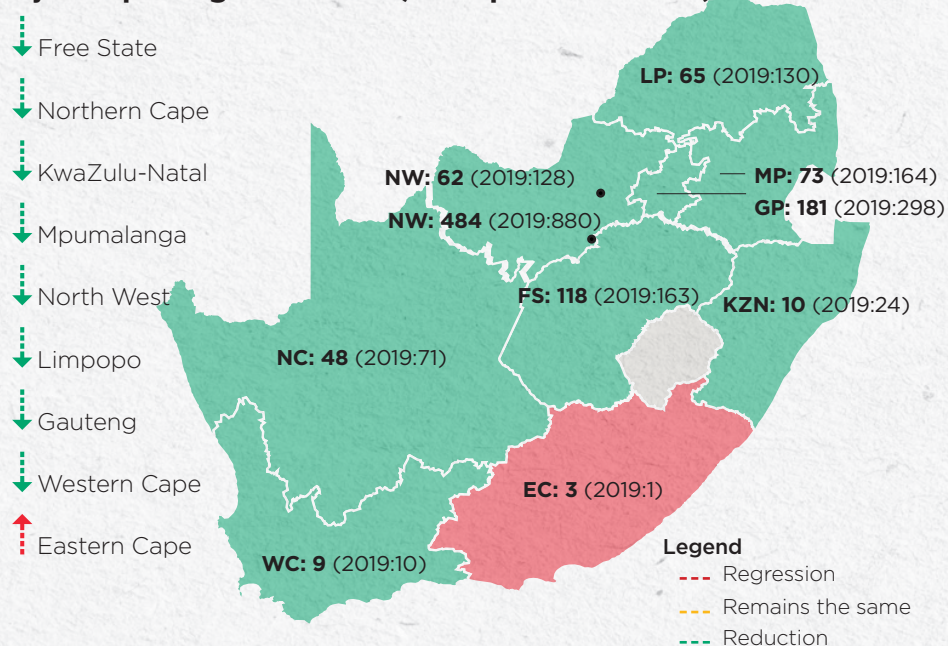 Free State
Northern Cape
KwaZulu-Natal
Mpumalanga
North West
Limpopo
Gauteng
Western Cape
Eastern Cape
LP: 65 (2019:130)
NW: 62 (2019:128)
MP: 73 (2019:164)
GP: 181 (2019:298)
NW: 484 (2019:880)
FS: 118 (2019:163)
KZN: 10 (2019:24)
NC: 48 (2019:71)
EC: 3 (2019:1)
WC: 9 (2019:10)
Legend
Regression
Remains the same
Reduction